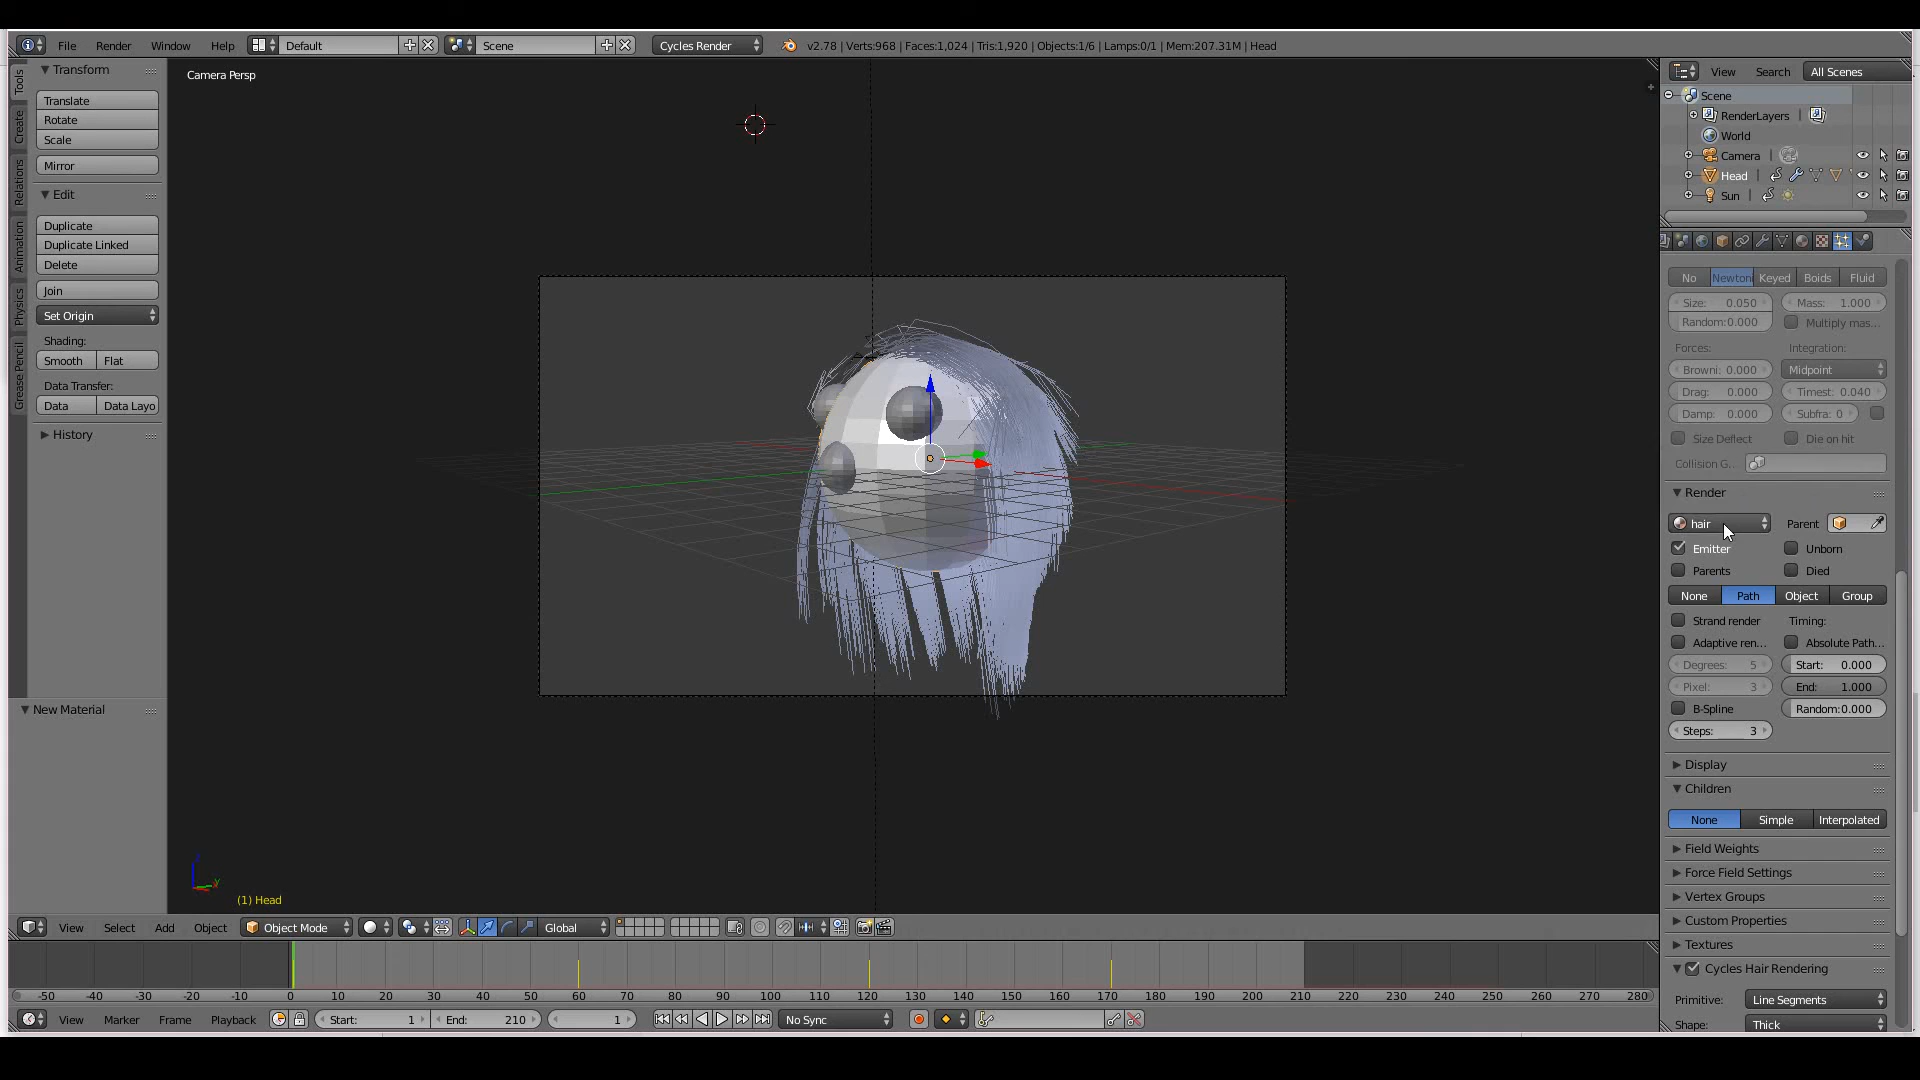 File Render Window Help Default Scene Cycles Render v2.78 | Verts:968 | Faces:1,024 | Tris:1,920 | Objects:1/6 | Lamps:0/1 | Mem:207.31M | Head
Tools
Create
Relations
Animation
Physics
Grease Pencil
Transform
Translate
Rotate
Scale
Mirror
Edit
Duplicate
Duplicate Linked
Delete
Join
Set Origin
Shading:
Smooth Flat
Data Transfer:
Data Data Layo
History
New Material
Camera Persp
(1) Head
View Search All Scenes
Scene
RenderLayers
World
Camera
Head
Sun
No Newton Keyed Boids Fluid
Size: 0.050 Mass: 1.000
Random:0.000 Multiply mas...
Forces: Integration:
Browni: 0.000 Midpoint
Drag: 0.000 Timest: 0.040
Damp: 0.000 Subfra: 0
Size Deflect Die on hit
Collision G..
Render
hair Parent
Emitter Unborn
Parents Died
None Path Object Group
Strand render Timing:
Adaptive ren... Absolute Path...
Degrees: 5 Start: 0.000
Pixel: 3 End: 1.000
B-Spline Random:0.000
Steps: 3
Display
Children
None Simple Interpolated
Field Weights
Force Field Settings
Vertex Groups
Custom Properties
Textures
Cycles Hair Rendering
Primitive: Line Segments
Shape: Thick
View Select Add Object Object Mode Global
-50 -40 -30 -20 -10 0 10 20 30 40 50 60 70 80 90 100 110 120 130 140 150 160 170 180 190 200 210 220 230 240 250 260 270 280
View Marker Frame Playback Start: 1 End: 210 1 No Sync